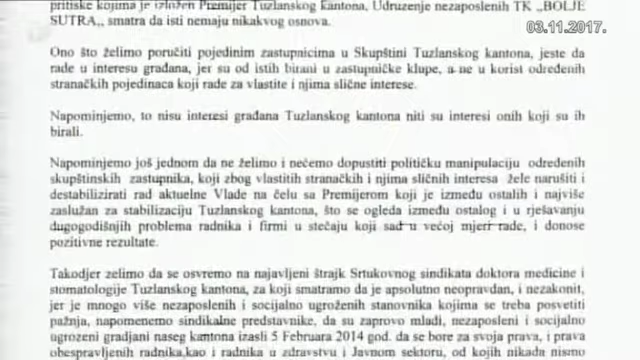 pritiske kojima je izložen Premijer Tuzlanskog kantona, Udruzenje nezaposlenih TK „BOLJE
SUTRA„ smatra da isti nemaju nikakvog osnova.
03.11.2017.
Ono što želimo poručiti pojedinim zastupnicima u Skupštini Tuzlanskog kantona, jeste da
rade u interesu građana, jer su od istih birani u zastupničke klupe, a ne u korist određenih
stranačkih pojedinaca koji rade za vlastite i njima slične interese.
Napominjemo, to nisu interesi građana Tuzlanskog kantona niti su interesi onih koji su ih
birali.
Napominjemo još jednom da ne želimo i nećemo dopustiti političku manipulaciju određenih
skupštinskih zastupnika, koji zbog vlastitih stranačkih i njima sličnih interesa žele narušiti i
destabilizirati rad aktuelne Vlade na čelu sa Premijerom koji je između ostalih i najviše
zaslužan za stabilizaciju Tuzlanskog kantona, što se ogleda između ostalog i u rješavanju
dugogodišnjih problema radnika i firmi u stečaju koji sad u većoj mjeri rade, i donose
pozitivne rezultate.
Takodjer zelimo da se osvremo na najavljeni štrajk Srtukovnog sindikata doktora medicine i
stomatologije Tuzlanskog kantona, za koji smatramo da je apsolutno neopravdan, i nezakonit,
jer je mnogo više nezaposlenih i socijalno ugroženih stanovnika kojima se treba posvetiti
pažnja, napomenemo sindikalne predstavnike, da su zaprovo mladi, nezaposleni i socijalno
ugrozeni gradjani naseg kantona izasli 5 Februara 2014 god. da se bore za svoja prava, i prava
obespravljenih radnika,kao i radnika u zdravstvu i Javnom sektoru, od kojih nikada nismo